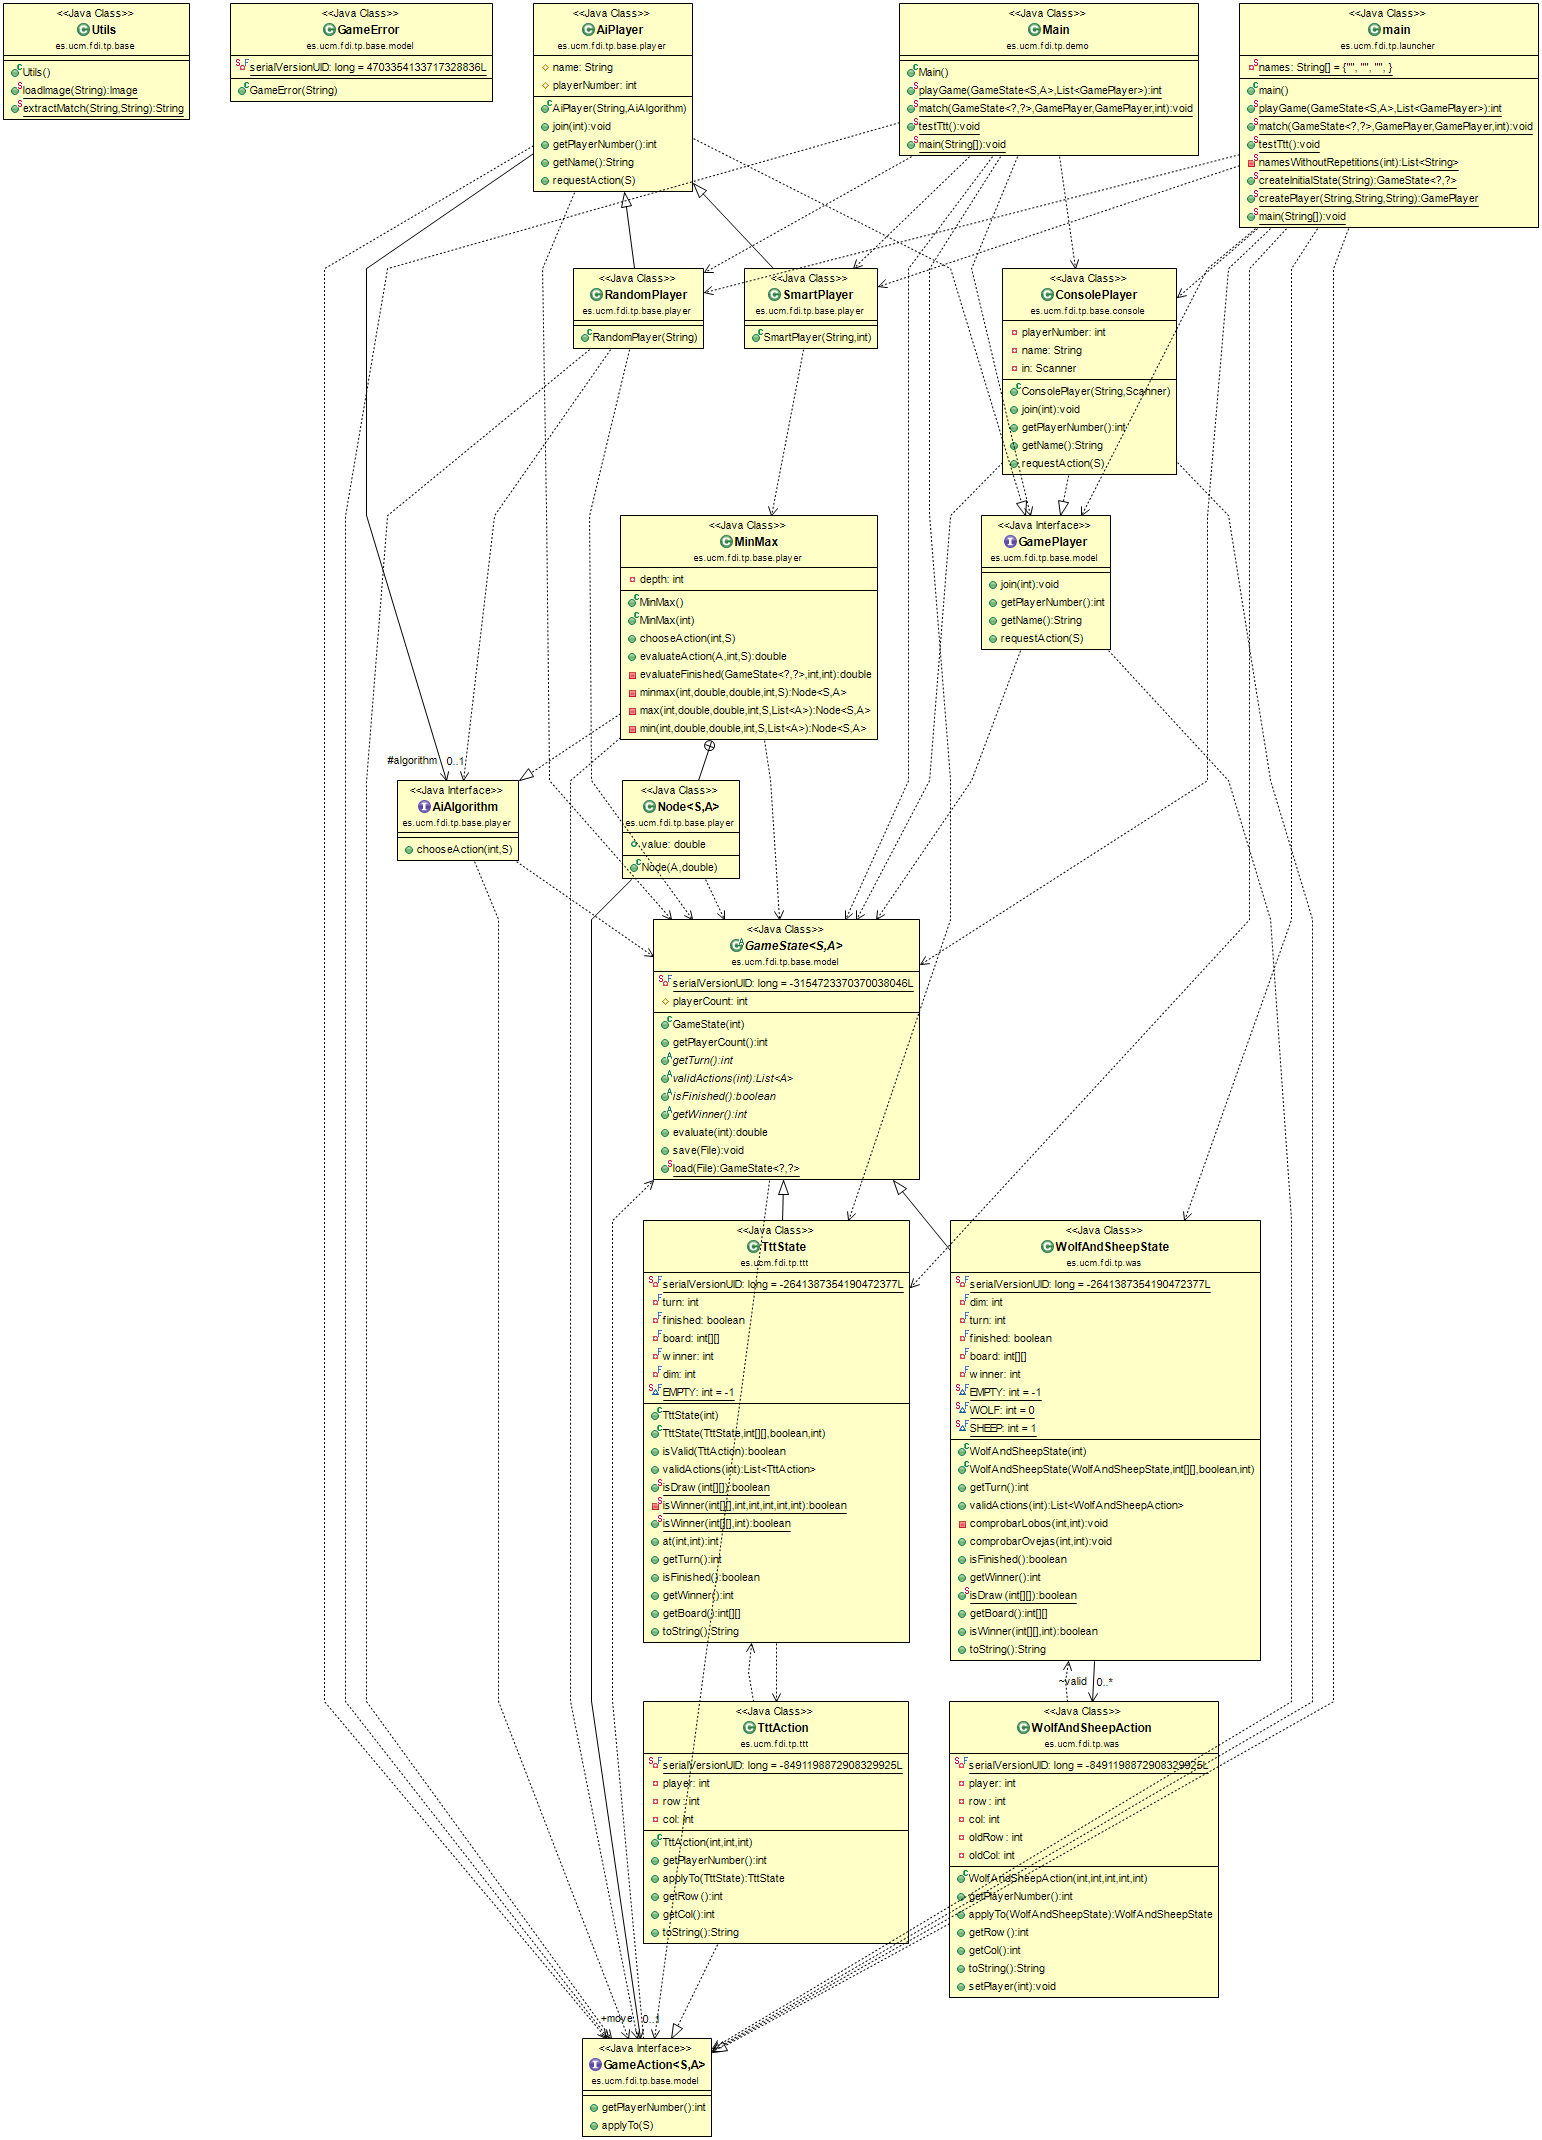 <<Java Class>>
Utils
es.ucm.fdi.tp.base
Utils()
loadImage(String):Image
extractMatch(String,String):String
<<Java Class>>
GameError
es.ucm.fdi.tp.base.model
serialVersionUID: long = 4703354133717328836L
GameError(String)
<<Java Class>>
AiPlayer
es.ucm.fdi.tp.base.player
name: String
playerNumber: int
AiPlayer(String,AiAlgorithm)
join(int):void
getPlayerNumber():int
getName():String
requestAction(S)
<<Java Class>>
Main
es.ucm.fdi.tp.demo
Main()
playGame(GameState<S,A>,List<GamePlayer>):int
match(GameState<?,?>,GamePlayer,GamePlayer,int):void
testTtt():void
main(String[]):void
<<Java Class>>
main
es.ucm.fdi.tp.launcher
names: String[] = {"", "", "", }
main()
playGame(GameState<S,A>,List<GamePlayer>):int
match(GameState<?,?>,GamePlayer,GamePlayer,int):void
testTtt():void
namesWithoutRepetitions(int):List<String>
createInitialState(String):GameState<?,?>
createPlayer(String,String,String):GamePlayer
main(String[]):void
<<Java Class>>
RandomPlayer
es.ucm.fdi.tp.base.player
RandomPlayer(String)
<<Java Class>>
SmartPlayer
es.ucm.fdi.tp.base.player
SmartPlayer(String,int)
<<Java Class>>
ConsolePlayer
es.ucm.fdi.tp.base.console
playerNumber: int
name: String
in: Scanner
ConsolePlayer(String,Scanner)
join(int):void
getPlayerNumber():int
getName():String
requestAction(S)
<<Java Class>>
MinMax
es.ucm.fdi.tp.base.player
depth: int
MinMax()
MinMax(int)
chooseAction(int,S)
evaluateAction(A,int,S):double
evaluateFinished(GameState<?,?>,int,int):double
minmax(int,double,double,int,S):Node<S,A>
max(int,double,double,int,S,List<A>):Node<S,A>
min(int,double,double,int,S,List<A>):Node<S,A>
<<Java Interface>>
GamePlayer
es.ucm.fdi.tp.base.model
join(int):void
getPlayerNumber():int
getName():String
requestAction(S)
#algorithm 0..1
<<Java Interface>>
AiAlgorithm
es.ucm.fdi.tp.base.player
chooseAction(int,S)
<<Java Class>>
Node<S,A>
es.ucm.fdi.tp.base.player
value: double
Node(A,double)
<<Java Class>>
GameState<S,A>
es.ucm.fdi.tp.base.model
serialVersionUID: long = -3154723370370038046L
playerCount: int
GameState(int)
getPlayerCount():int
getTurn():int
validActions(int):List<A>
isFinished():boolean
getWinner():int
evaluate(int):double
save(File):void
load(File):GameState<?,?>
<<Java Class>>
TttState
es.ucm.fdi.tp.ttt
serialVersionUID: long = -2641387354190472377L
turn: int
finished: boolean
board: int[][]
winner: int
dim: int
EMPTY: int = -1
TttState(int)
TttState(TttState,int[][],boolean,int)
isValid(TttAction):boolean
validActions(int):List<TttAction>
isDraw(int[][]):boolean
isWinner(int[][],int,int,int,int,int):boolean
isWinner(int[][],int):boolean
at(int,int):int
getTurn():int
isFinished():boolean
getWinner():int
getBoard():int[][]
toString():String
<<Java Class>>
WolfAndSheepState
es.ucm.fdi.tp.was
serialVersionUID: long = -2641387354190472377L
dim: int
turn: int
finished: boolean
board: int[][]
winner: int
EMPTY: int = -1
WOLF: int = 0
SHEEP: int = 1
WolfAndSheepState(int)
WolfAndSheepState(WolfAndSheepState,int[][],boolean,int)
getTurn():int
validActions(int):List<WolfAndSheepAction>
comprobarLobos(int,int):void
comprobarOvejas(int,int):void
isFinished():boolean
getWinner():int
isDraw(int[][]):boolean
getBoard():int[][]
isWinner(int[][],int):boolean
toString():String
~valid 0..*
<<Java Class>>
TttAction
es.ucm.fdi.tp.ttt
serialVersionUID: long = -8491198872908329925L
player: int
row: int
col: int
TttAction(int,int,int)
getPlayerNumber():int
applyTo(TttState):TttState
getRow():int
getCol():int
toString():String
<<Java Class>>
WolfAndSheepAction
es.ucm.fdi.tp.was
serialVersionUID: long = -8491198872908329925L
player: int
row: int
col: int
oldRow: int
oldCol: int
WolfAndSheepAction(int,int,int,int,int)
getPlayerNumber():int
applyTo(WolfAndSheepState):WolfAndSheepState
getRow():int
getCol():int
toString():String
setPlayer(int):void
+move 0..1
<<Java Interface>>
GameAction<S,A>
es.ucm.fdi.tp.base.model
getPlayerNumber():int
applyTo(S)